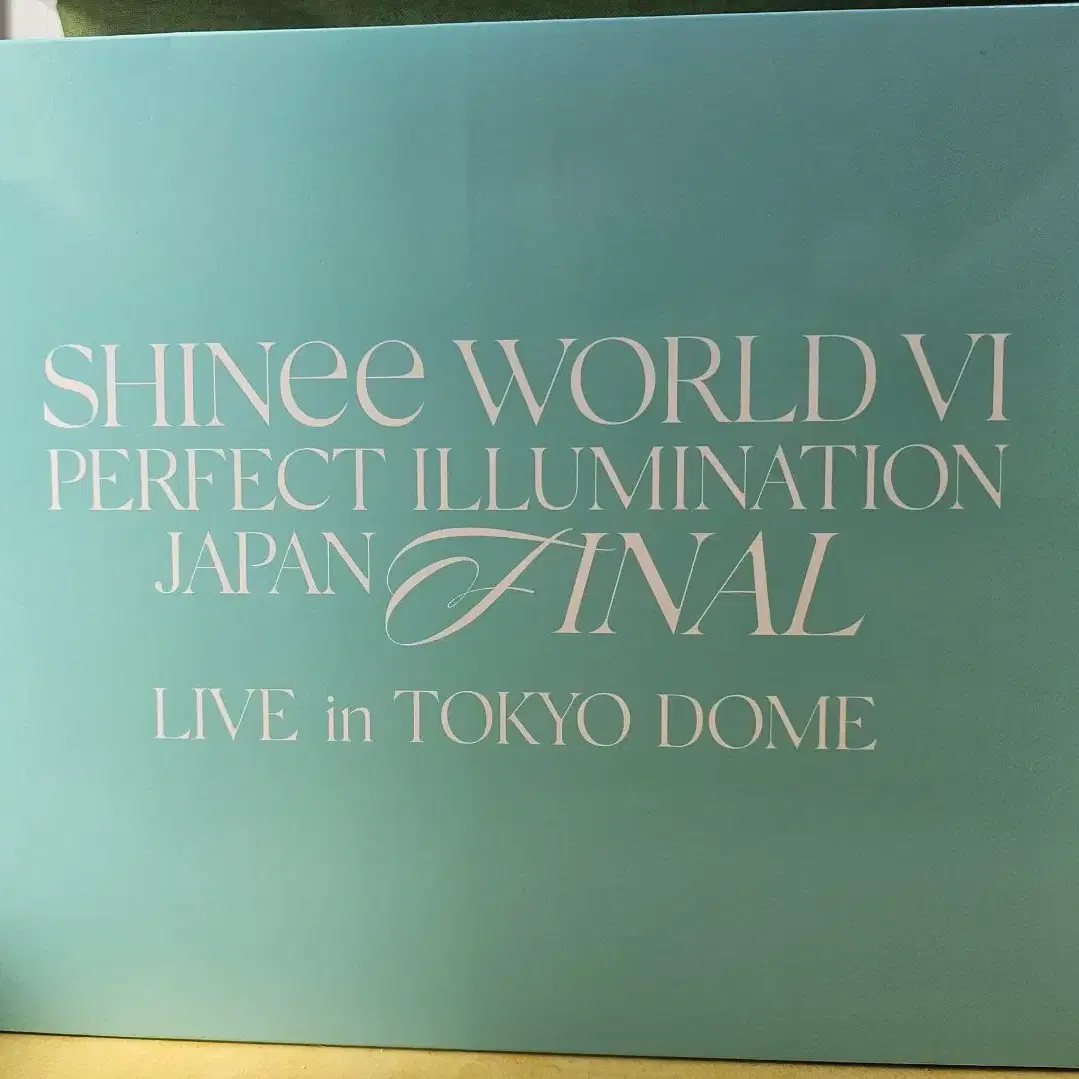 SHINee WORLD VI
PERFECT ILLUMINATION
JAPAN FINAL
LIVE in TOKYO DOME